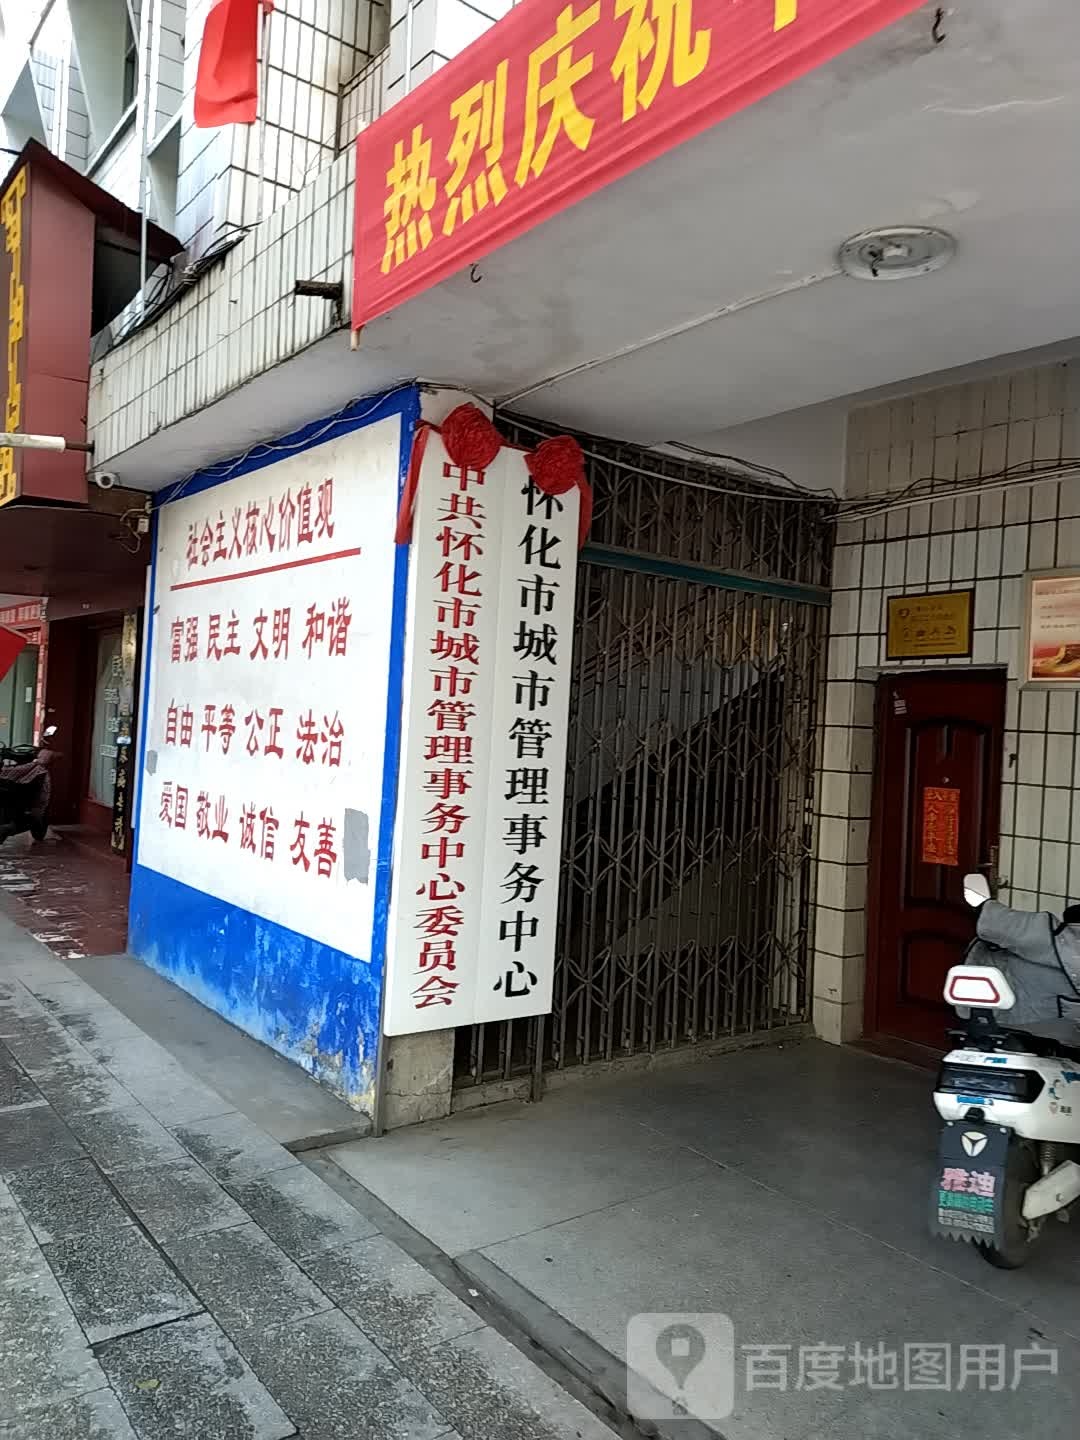 热烈庆祝
社会主义核心价值观
富强 民主 文明 和谐
自由 平等 公正 法治
爱国 敬业 诚信 友善
中共怀化市城市管理事务中心委员会
怀化市城市管理事务中心
雅迪
百度地图用户